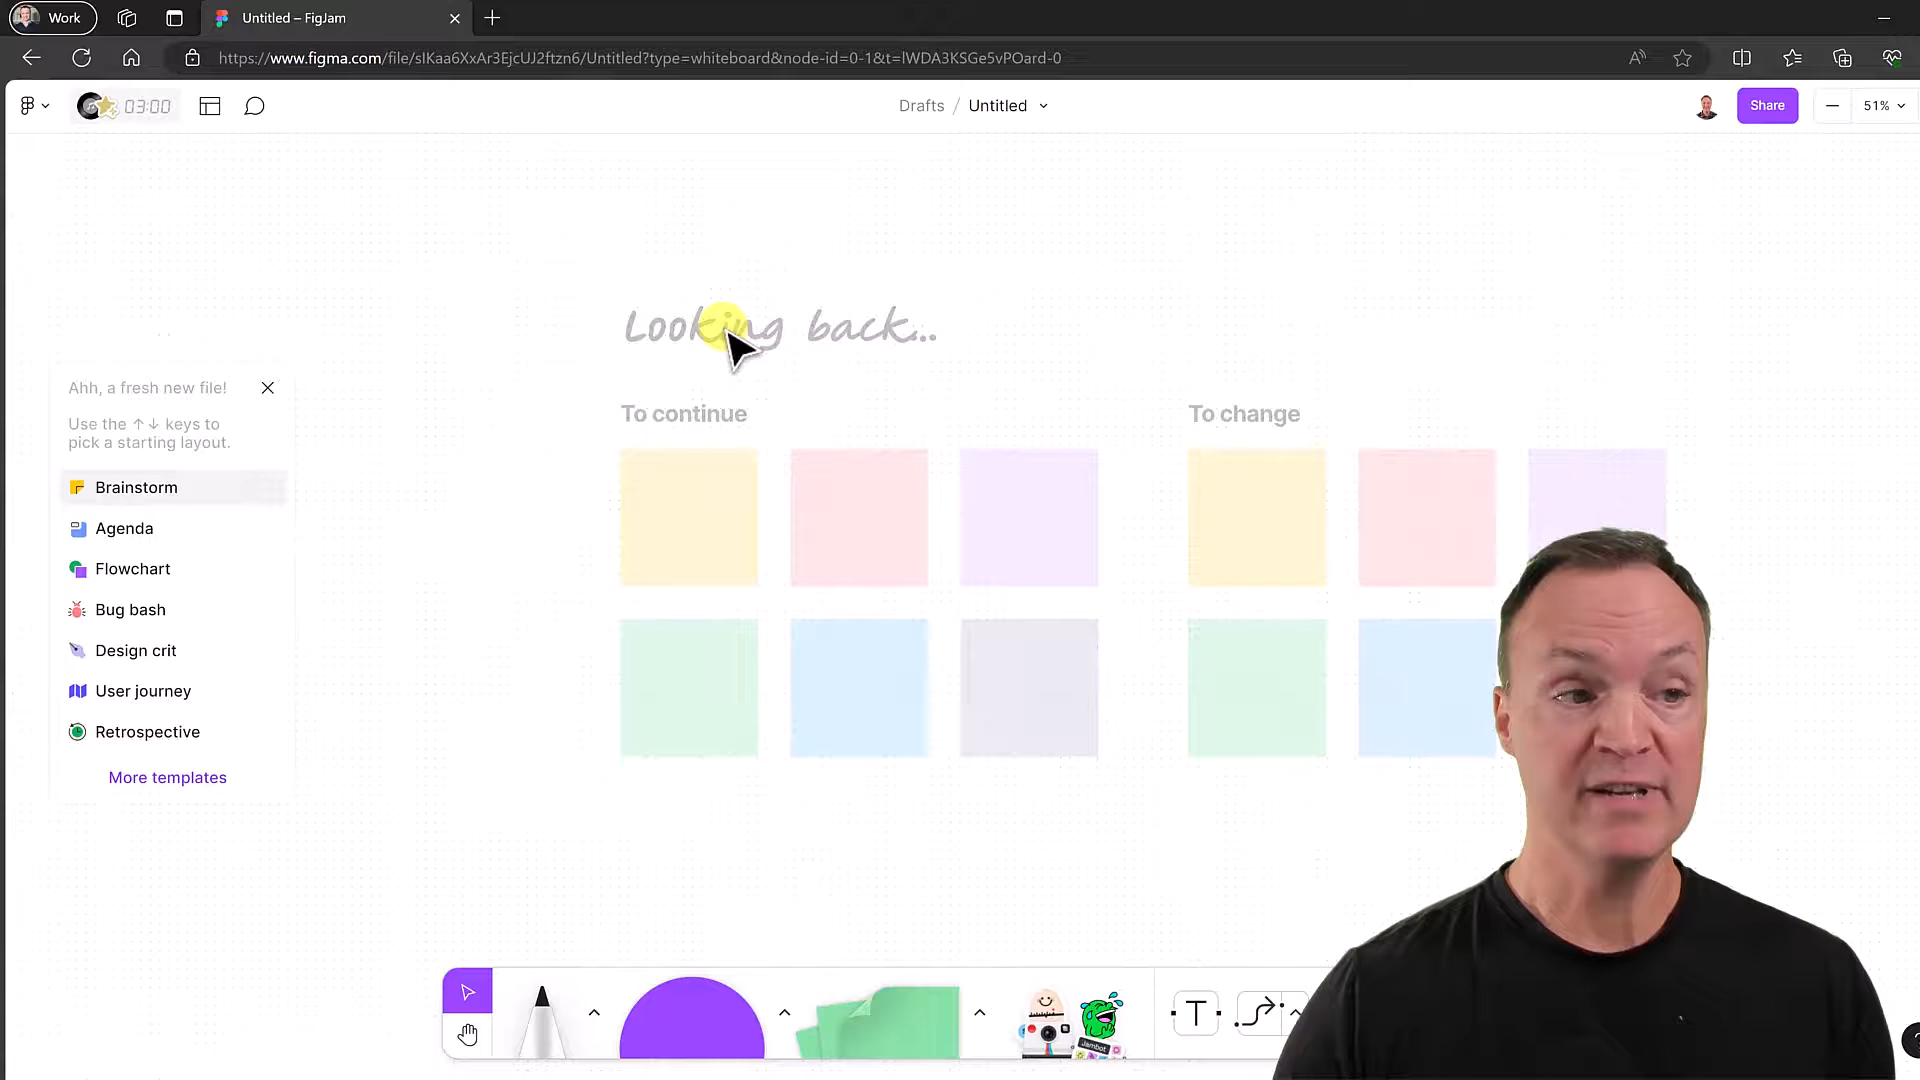 Work
Untitled – FigJam
https://www.figma.com/file/sIKaa6XxAr3EjcUJ2ftzn6/Untitled?type=whiteboard&node-id=0-1&t=lWDA3KSGe5vPOard-0
03:00
Drafts / Untitled
Share
51%
Looking back...
Ahh, a fresh new file!
Use the ↑↓ keys to
pick a starting layout.
To continue
To change
Brainstorm
Agenda
Flowchart
Bug bash
Design crit
User journey
Retrospective
More templates
T
Jambot